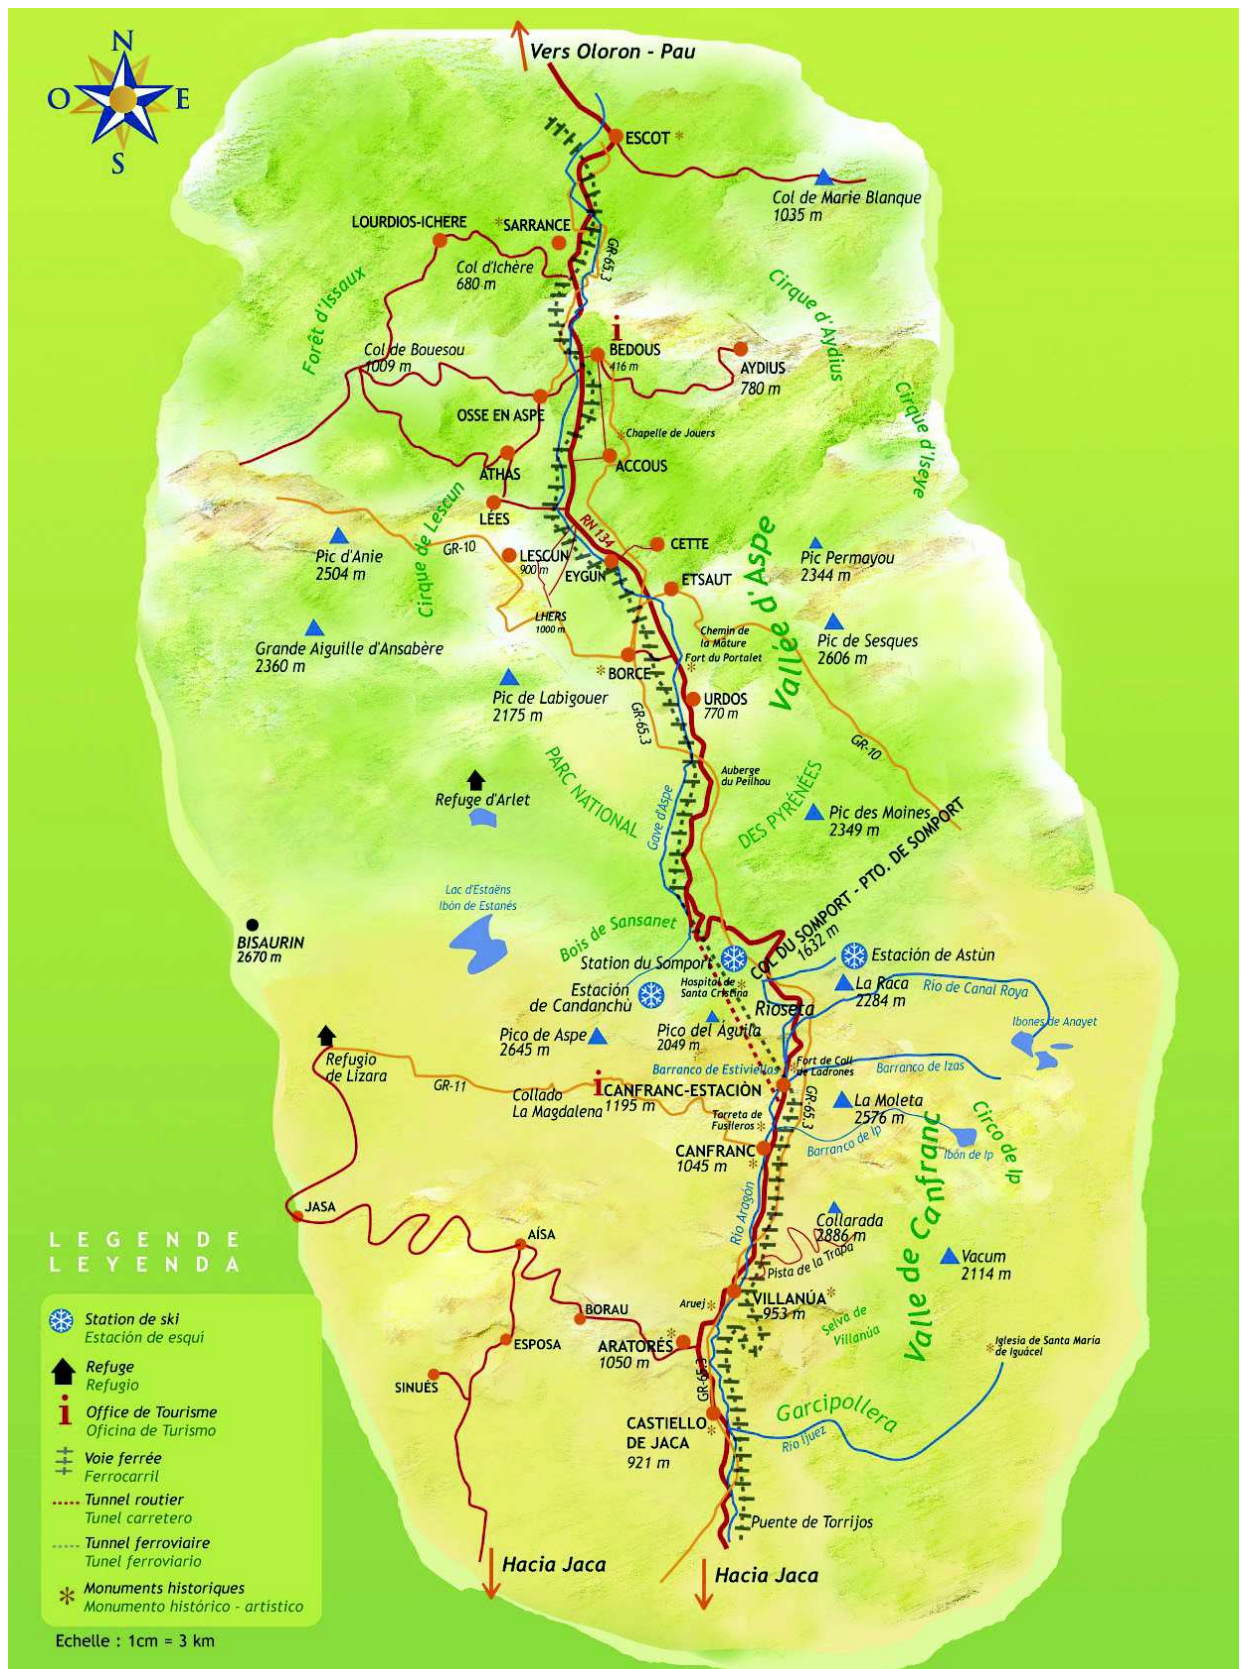 N
O
E
S
Vers Oloron - Pau
ESCOT *
Col de Marie Blanque
1035 m
LOURDIOS-ICHERE
*SARRANCE
Col d'Ichère
680 m
GR-65.3
Forêt d'Issaux
Cirque d'Aydius
i
Col de Bouesou
1009 m
BEDOUS
416 m
AYDIUS
780 m
Cirque d'Iseye
OSSE EN ASPE
*Chapelle de Jouers
ATHAS
ACCOUS
LÉES
Cirque de Lescun
RN 134
GR-10
Pic d'Anie
2504 m
LESCUN
900 m
CETTE
EYGUN
ETSAUT
Pic Permayou
2344 m
Vallée d'Aspe
LHERS
1000 m
Grande Aiguille d'Ansabère
2360 m
Chemin de
la Mâture
Fort du Portalet
*
Pic de Sesques
2606 m
* BORCE
Pic de Labigouer
2175 m
URDOS
770 m
GR-65.3
GR-10
PARC NATIONAL
DES PYRÉNÉES
Auberge
du Peilhou
Refuge d'Arlet
Gave d'Aspe
Pic des Moines
2349 m
COL DU SOMPORT - PTO. DE SOMPORT
1632 m
Lac d'Estaëns
Ibón de Estanés
Bois de Sansanet
BISAURIN
2670 m
Station du Somport
Estación de Astùn
Hospital de
Santa Cristina
*
Estación
de Candanchù
La Raca
2284 m
Río de Canal Roya
Rioseta
Ibones de Anayet
Pico de Aspe
2645 m
Pico del Águila
2049 m
*
Refugio
de Lizara
Barranco de Estiviellas
Fort de Coll
de Ladrones
*
Barranco de Izas
GR-11
Collado
La Magdalena
i
CANFRANC-ESTACIÒN
1195 m
GR-65.3
La Moleta
2576 m
Torreta de
Fusileros *
Barranco de Ip
Circo de Ip
Ibón de Ip
CANFRANC
1045 m
*
Río Aragón
Valle de Canfranc
JASA
AÍSA
Collarada
2886 m
Pista de la Trapa
Vacum
2114 m
L E G E N D E
L E Y E N D A
BORAU
Aruej *
VILLANÚA*
953 m
Selva de
Villanúa
ESPOSA
*
ARATORÉS
1050 m
*
Iglesia de Santa María
de Iguácel
SINUÉS
GR-65.3
CASTIELLO
DE JACA
*
921 m
Garcipollera
Río Ijuez
Puente de Torrijos
Hacia Jaca
Hacia Jaca
Station de ski
Estación de esquí
Refuge
Refugio
i
Office de Tourisme
Oficina de Turismo
Voie ferrée
Ferrocarril
Tunnel routier
Tunel carretero
Tunnel ferroviaire
Tunel ferroviario
*
Monuments historiques
Monumento histórico - artístico
Echelle : 1cm = 3 km